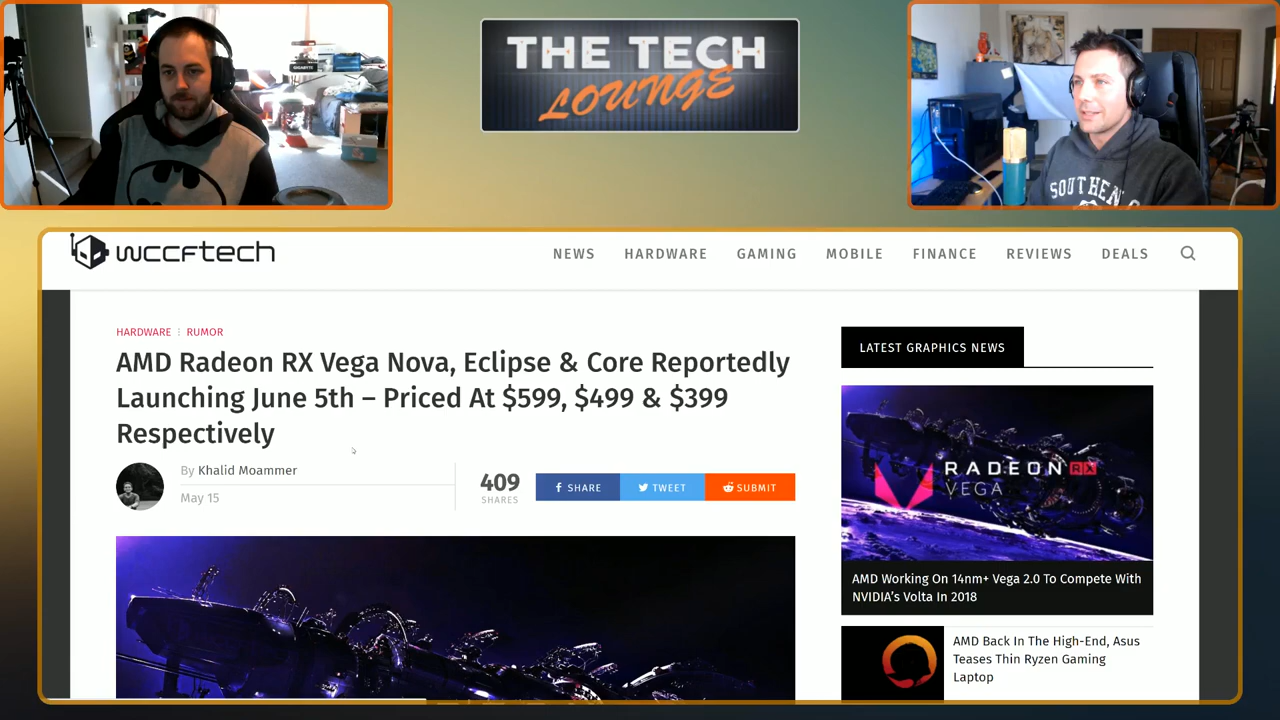 THE TECH
LOUNGE
SOUTHERN
wccftech
NEWS HARDWARE GAMING MOBILE FINANCE REVIEWS DEALS
HARDWARE RUMOR
AMD Radeon RX Vega Nova, Eclipse & Core Reportedly
Launching June 5th – Priced At $599, $499 & $399
Respectively
By Khalid Moammer
May 15
409
SHARES
SHARE
TWEET
SUBMIT
LATEST GRAPHICS NEWS
RADEON RX
VEGA
AMD Working On 14nm+ Vega 2.0 To Compete With
NVIDIA's Volta In 2018
AMD Back In The High-End, Asus
Teases Thin Ryzen Gaming
Laptop